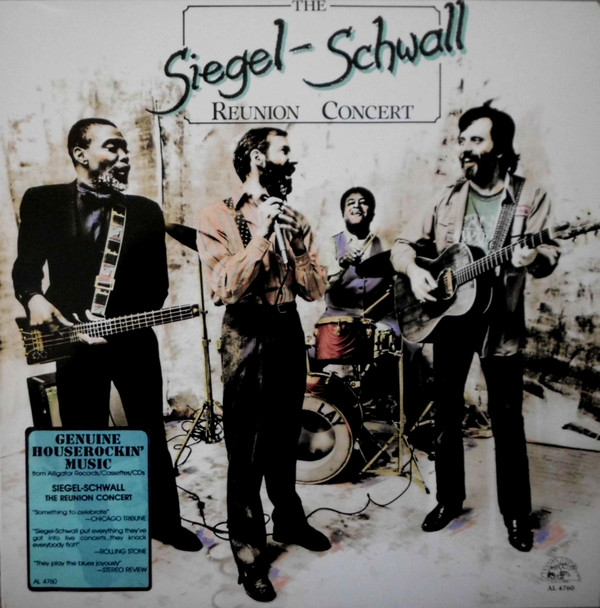 THE
Siegel-Schwall
REUNION CONCERT
GENUINE
HOUSEROCKIN'
MUSIC
from Alligator Records/Cassettes/CDs
SIEGEL-SCHWALL
THE REUNION CONCERT
"Something to celebrate"
—CHICAGO TRIBUNE
"Siegel-Schwall put everything they've
got into live concerts...they knock
everybody flat!"
—ROLLING STONE
"They play the blues joyously"
—STEREO REVIEW
AL 4760
AL 4760